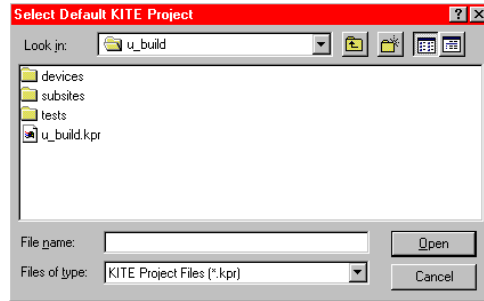 Select Default KITE Project
Look in: u_build
devices
subsites
tests
u_build.kpr
File name:
Open
Files of type: KITE Project Files (*.kpr)
Cancel